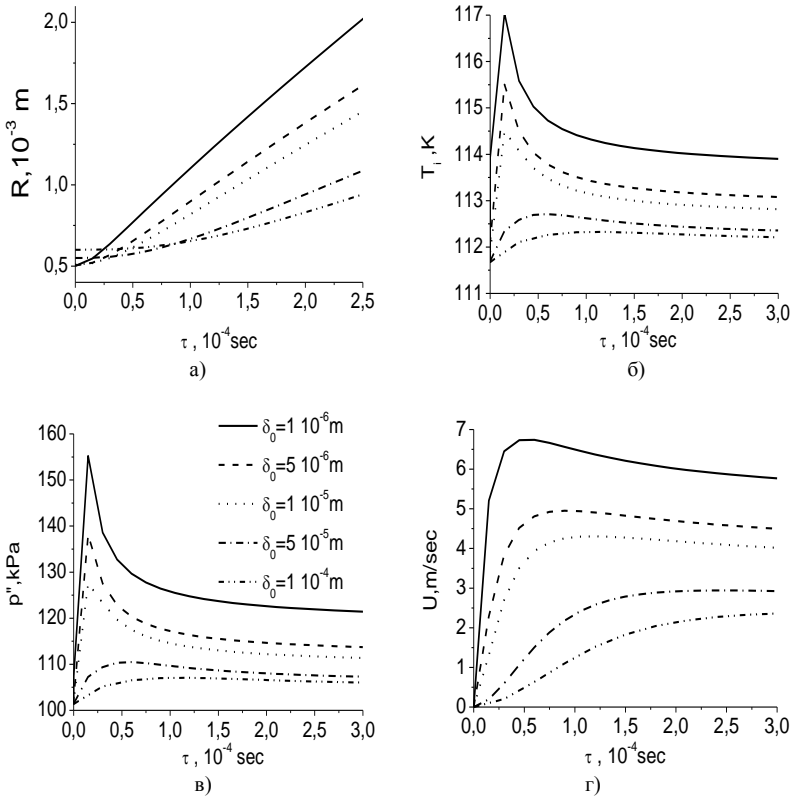 2,0
1,5
1,0
0,5
R,10⁻³ m
0,0 0,5 1,0 1,5 2,0 2,5
τ , 10⁻⁴sec
а)
117
116
115
114
113
112
111
T_i ,K
0,0 0,5 1,0 1,5 2,0 2,5 3,0
τ , 10⁻⁴sec
б)
160
150
140
130
120
110
100
p",kPa
δ₀=1 10⁻⁶m
δ₀=5 10⁻⁶m
δ₀=1 10⁻⁵m
δ₀=5 10⁻⁵m
δ₀=1 10⁻⁴m
0,0 0,5 1,0 1,5 2,0 2,5 3,0
τ , 10⁻⁴sec
в)
7
6
5
4
3
2
1
0
U,m/sec
0,0 0,5 1,0 1,5 2,0 2,5 3,0
τ , 10⁻⁴sec
г)